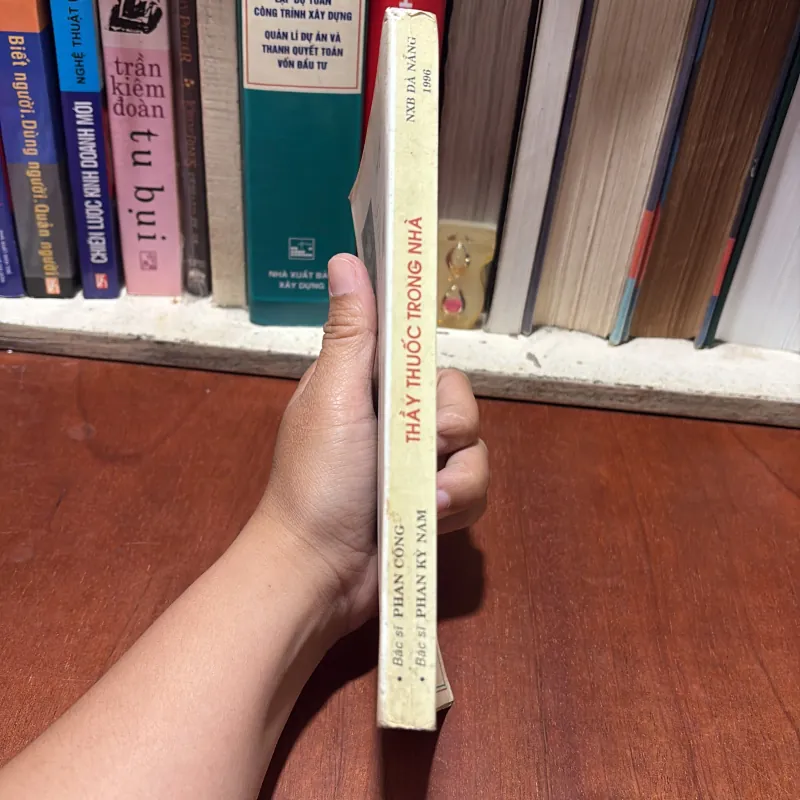 Bác sĩ PHAN CÔNG
Bác sĩ PHAN KỲ NAM
THẦY THUỐC TRONG NHÀ
NXB ĐÀ NẴNG
1996
Biết người. Dùng người. Quản người
NGHỆ THUẬT
CHIẾN LƯỢC KINH DOANH MỚI
trần
kiêm
đoàn
tu bụi
LẬP DỰ TOÁN
CÔNG TRÌNH XÂY DỰNG
QUẢN LÍ DỰ ÁN VÀ
THANH QUYẾT TOÁN
VỐN ĐẦU TƯ
NHÀ XUẤT BẢ
XÂY DỰNG